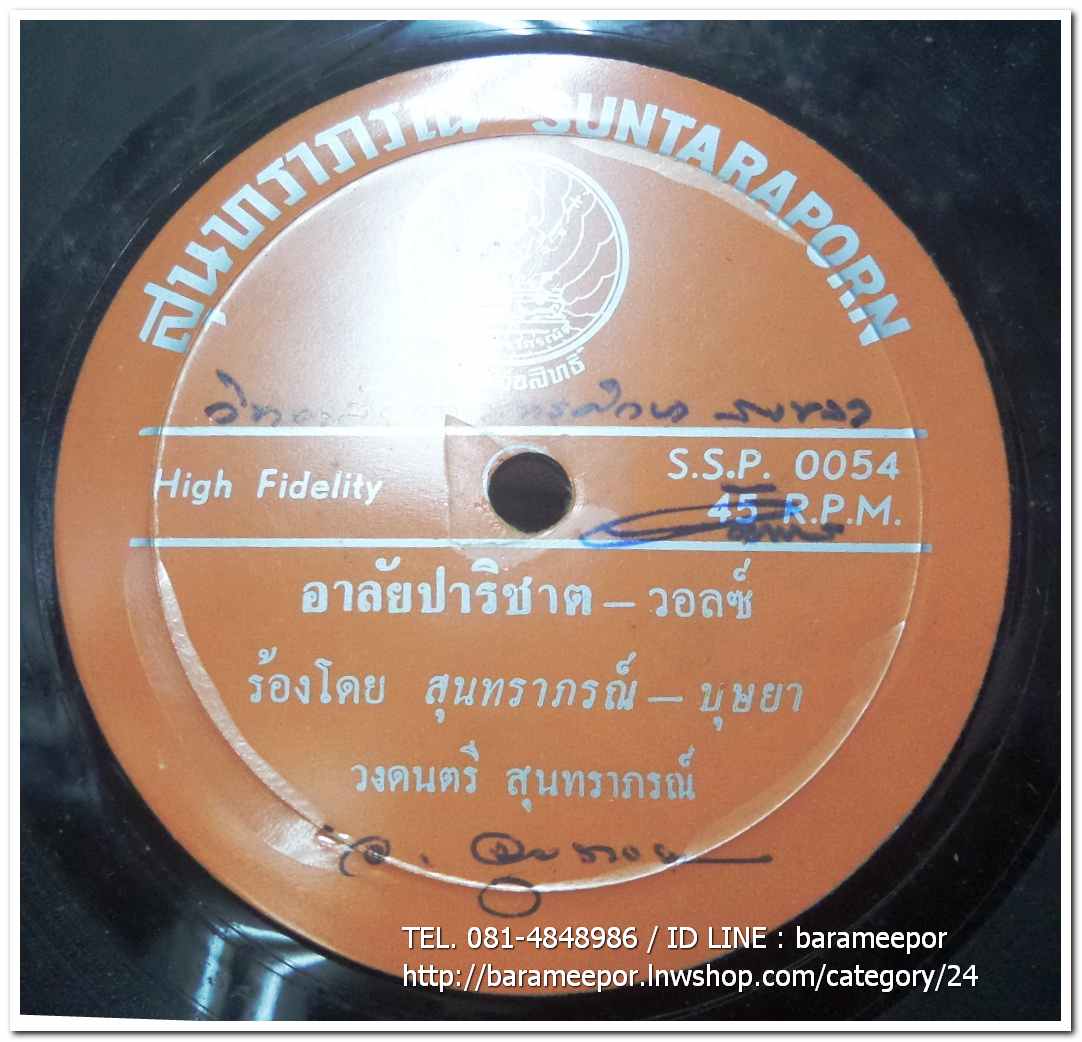 สุนทราภรณ์ SUNTARAPORN
High Fidelity
S.S.P. 0054
45 R.P.M.
อาลัยปาริชาต – วอลซ์
ร้องโดย สุนทราภรณ์ – บุษยา
วงดนตรี สุนทราภรณ์
TEL. 081-4848986 / ID LINE : barameepor
http://barameepor.lnwshop.com/category/24